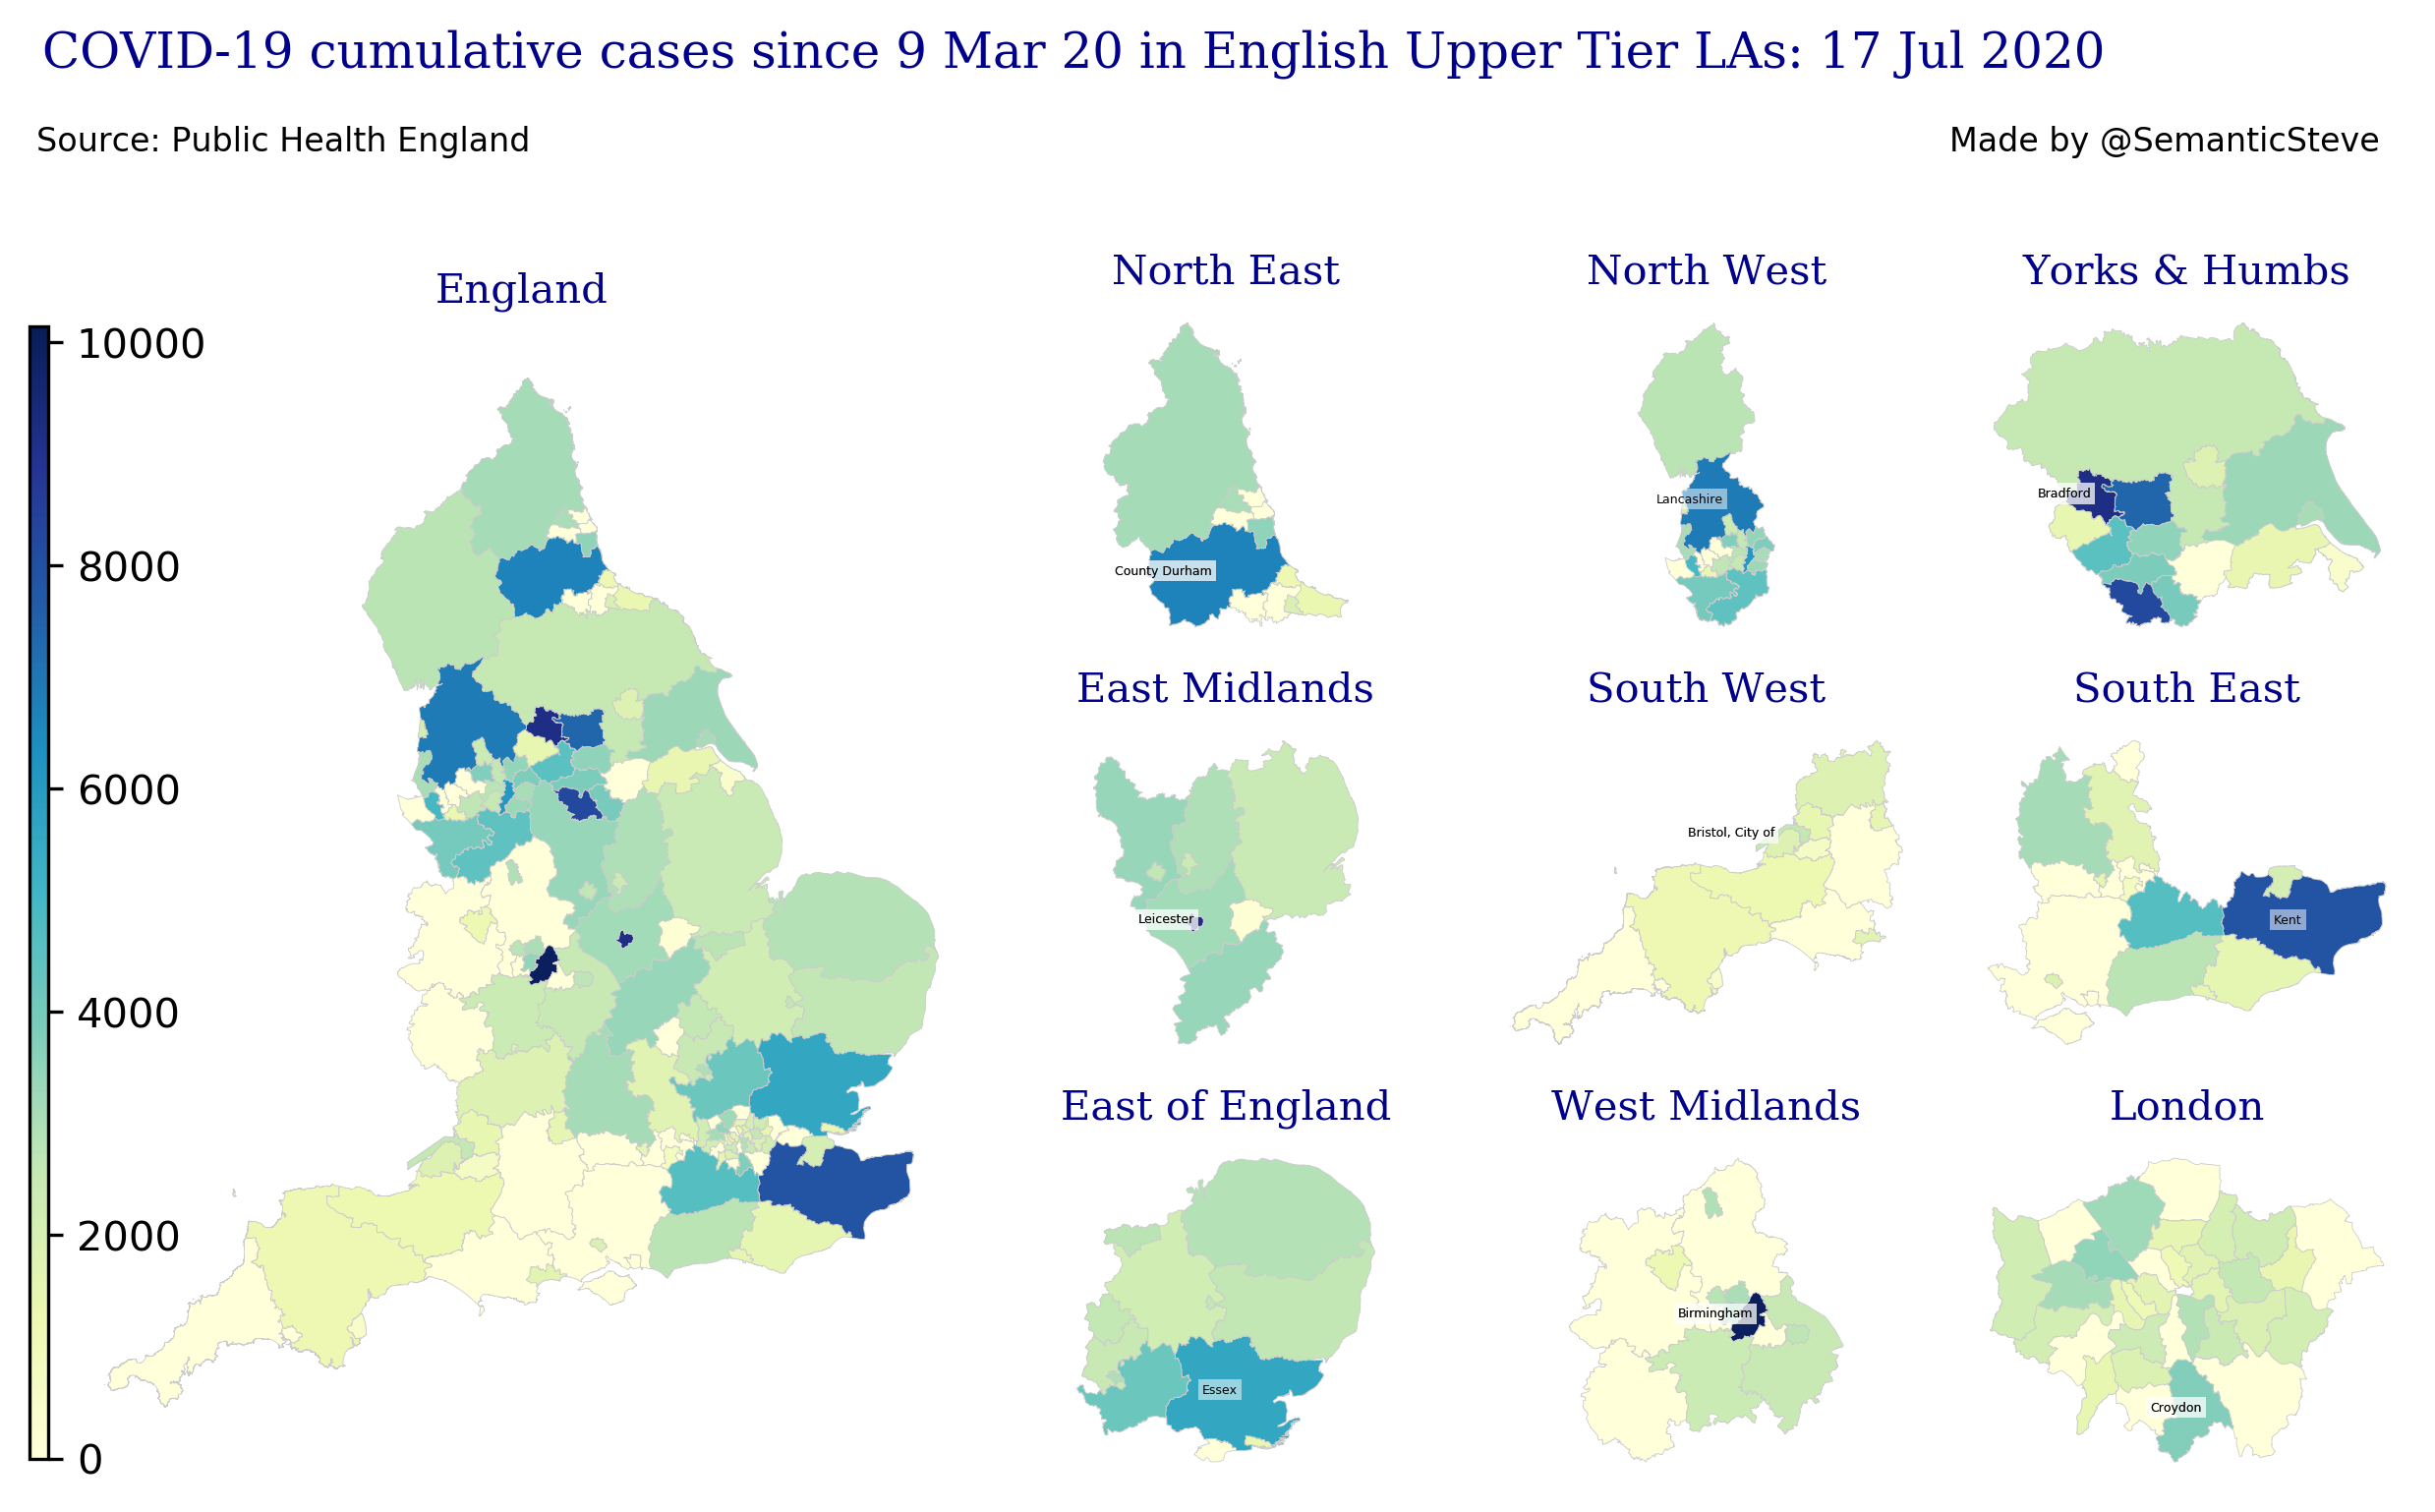 COVID-19 cumulative cases since 9 Mar 20 in English Upper Tier LAs: 17 Jul 2020
Source: Public Health England
Made by @SemanticSteve
England
10000
8000
6000
4000
2000
0
North East
County Durham
North West
Lancashire
Yorks & Humbs
Bradford
East Midlands
Leicester
South West
Bristol, City of
South East
Kent
East of England
Essex
West Midlands
Birmingham
London
Croydon